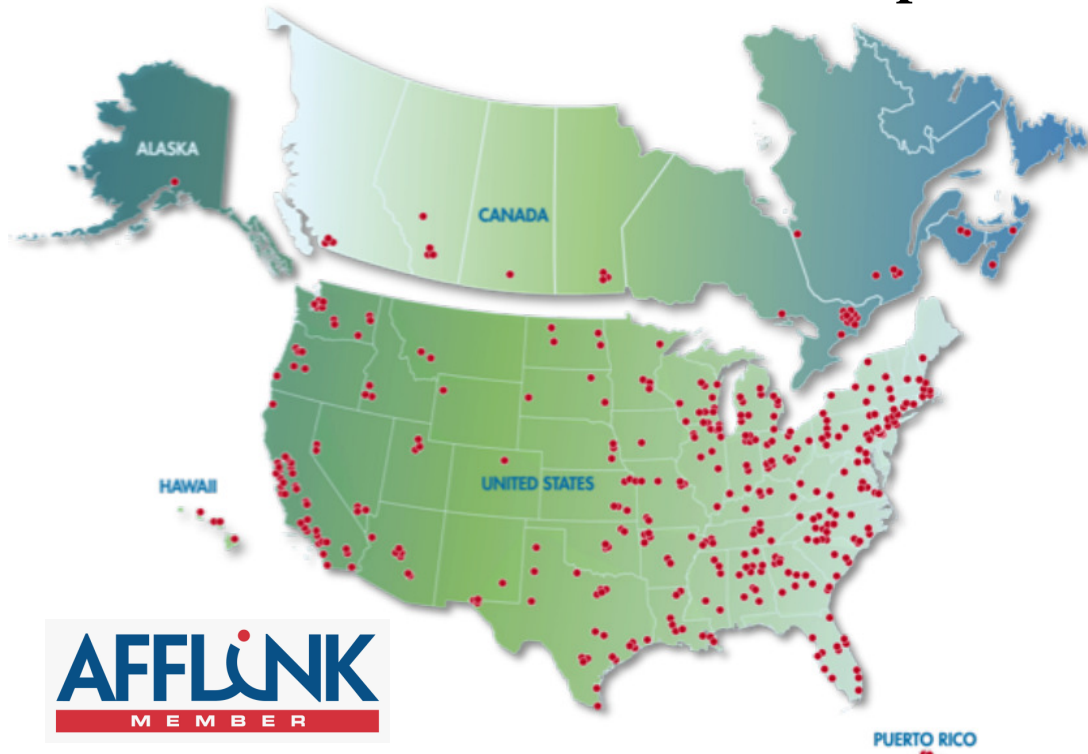 ALASKA
CANADA
HAWAII
UNITED STATES
AFFLINK
MEMBER
PUERTO RICO